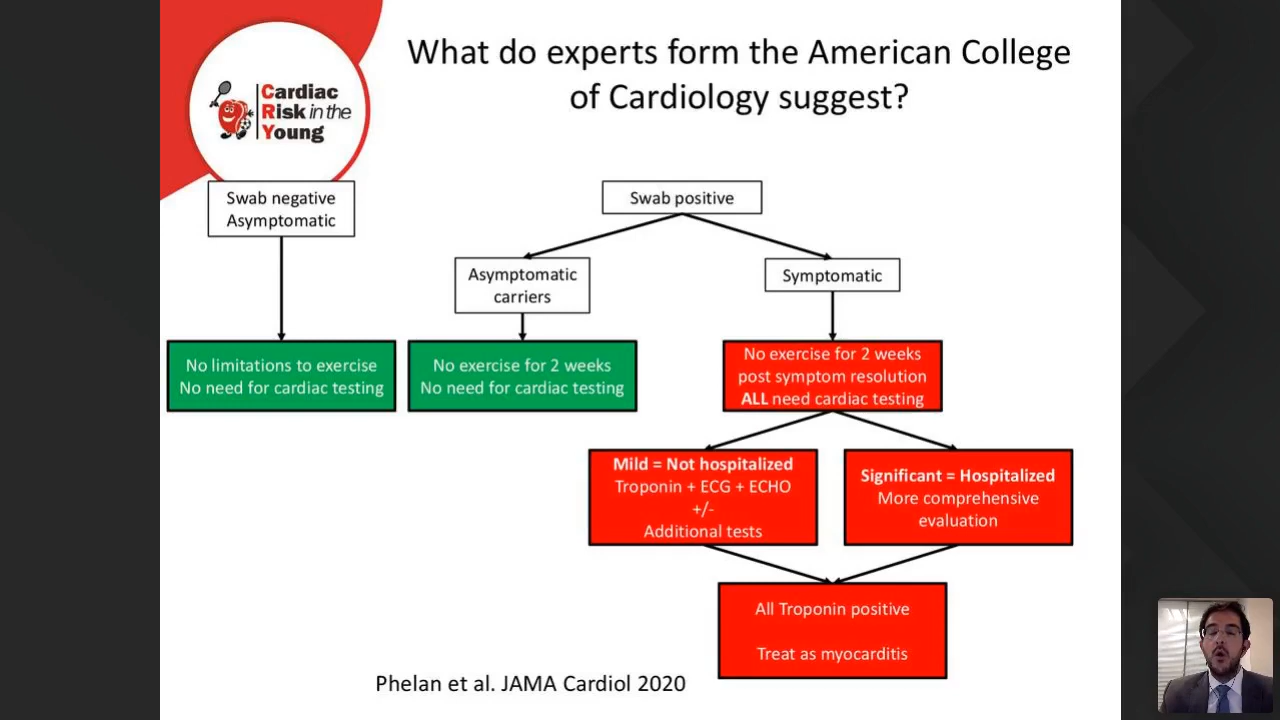 What do experts form the American College
of Cardiology suggest?
Cardiac
Risk in the
Young
Swab negative
Asymptomatic
Swab positive
Asymptomatic
carriers
Symptomatic
No limitations to exercise
No need for cardiac testing
No exercise for 2 weeks
No need for cardiac testing
No exercise for 2 weeks
post symptom resolution
ALL need cardiac testing
Mild = Not hospitalized
Troponin + ECG + ECHO
+/-
Additional tests
Significant = Hospitalized
More comprehensive
evaluation
All Troponin positive
Treat as myocarditis
Phelan et al. JAMA Cardiol 2020